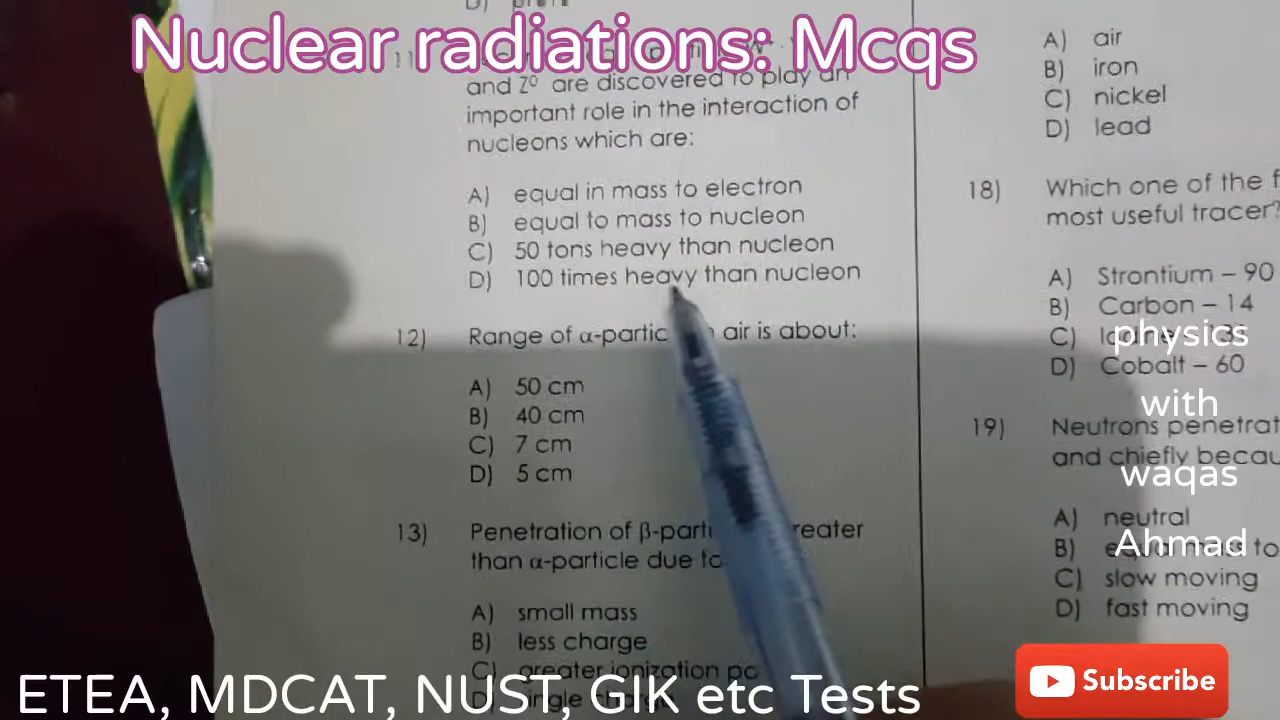 Nuclear radiations: Mcqs
and Z⁰ are discovered to play an
important role in the interaction of
nucleons which are:
A) equal in mass to electron
B) equal to mass to nucleon
C) 50 tons heavy than nucleon
D) 100 times heavy than nucleon
12) Range of α-partic air is about:
A) 50 cm
B) 40 cm
C) 7 cm
D) 5 cm
13) Penetration of β-parti reater
than α-particle due to
A) small mass
B) less charge
C) greater ionization po
D) single
A) air
B) iron
C) nickel
D) lead
18) Which one of the f
most useful tracer?
A) Strontium – 90
B) Carbon – 14
C)
D) Cobalt – 60
19) Neutrons penetrat
and chiefly becau
A) neutral
B) to
C) slow moving
D) fast moving
physics
with
waqas
Ahmad
ETEA, MDCAT, NUST, GIK etc Tests
Subscribe